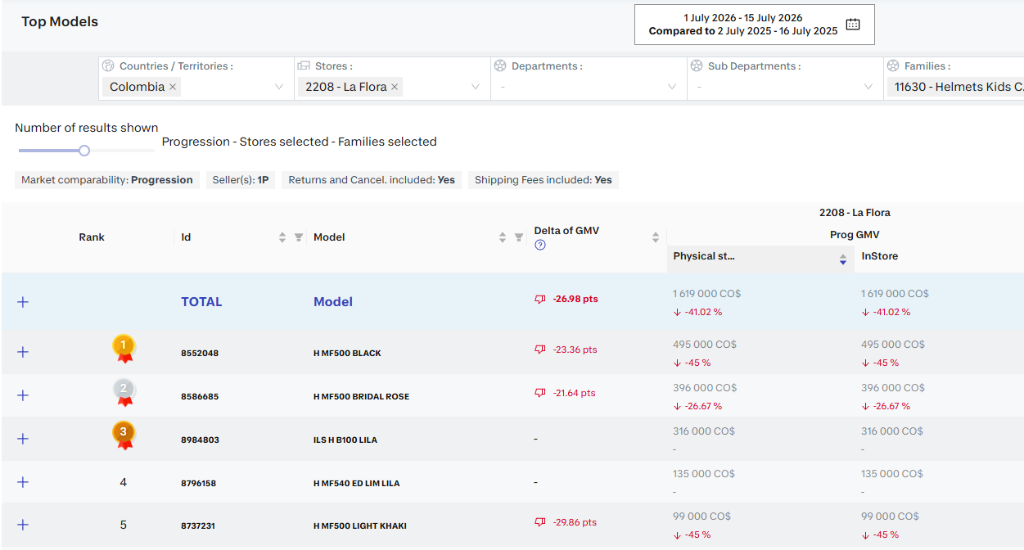 Top Models
1 July 2026 - 15 July 2026
Compared to 2 July 2025 - 16 July 2025
Countries / Territories :
Stores :
Departments :
Sub Departments :
Families :
Colombia ×
2208 - La Flora ×
-
-
11630 - Helmets Kids C.
Number of results shown
Progression - Stores selected - Families selected
Market comparability: Progression
Seller(s): 1P
Returns and Cancel. included: Yes
Shipping Fees included: Yes
2208 - La Flora
Rank
Id
Model
Delta of GMV
?
Prog GMV
Physical st...
InStore
+
TOTAL
Model
-26.98 pts
1 619 000 CO$
↓ -41.02 %
1 619 000 CO$
↓ -41.02 %
+
1
8552048
H MF500 BLACK
-23.36 pts
495 000 CO$
↓ -45 %
495 000 CO$
↓ -45 %
+
2
8586685
H MF500 BRIDAL ROSE
-21.64 pts
396 000 CO$
↓ -26.67 %
396 000 CO$
↓ -26.67 %
+
3
8984803
ILS H B100 LILA
-
316 000 CO$
-
316 000 CO$
-
+
4
8796158
H MF540 ED LIM LILA
-
135 000 CO$
-
135 000 CO$
-
+
5
8737231
H MF500 LIGHT KHAKI
-29.86 pts
99 000 CO$
↓ -45 %
99 000 CO$
↓ -45 %